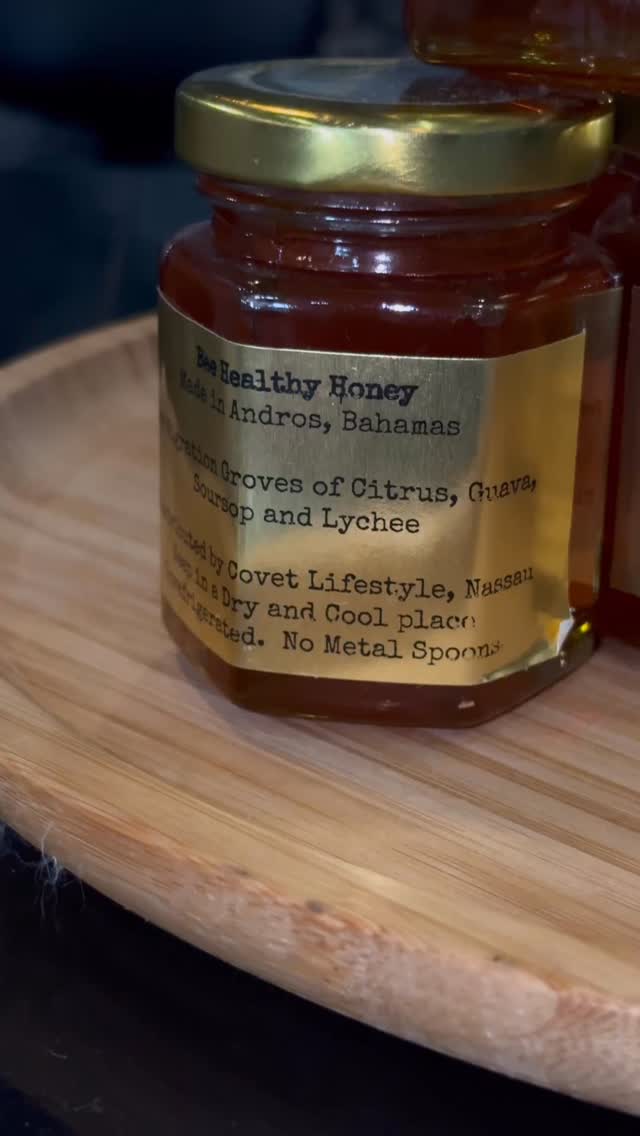 Bee Healthy Honey
Made in Andros, Bahamas
Groves of Citrus, Guava,
Soursop and Lychee
by Covet Lifestyle, Nassau
Keep in a Dry and Cool place
No Metal Spoons